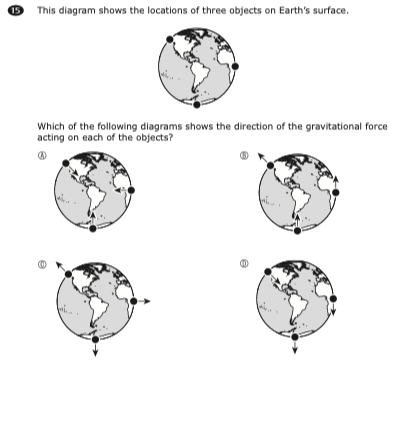 15 This diagram shows the locations of three objects on Earth's surface.
Which of the following diagrams shows the direction of the gravitational force
acting on each of the objects?
A
B
C
D